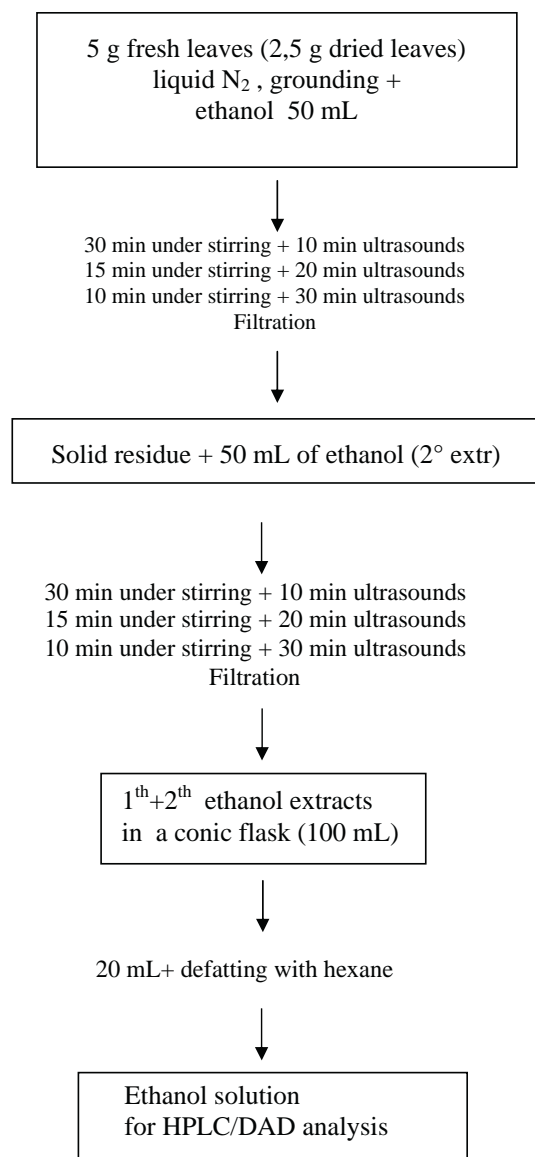 5 g fresh leaves (2,5 g dried leaves)
liquid N₂ , grounding +
ethanol 50 mL
30 min under stirring + 10 min ultrasounds
15 min under stirring + 20 min ultrasounds
10 min under stirring + 30 min ultrasounds
Filtration
Solid residue + 50 mL of ethanol (2° extr)
30 min under stirring + 10 min ultrasounds
15 min under stirring + 20 min ultrasounds
10 min under stirring + 30 min ultrasounds
Filtration
1ᵗʰ+2ᵗʰ ethanol extracts
in a conic flask (100 mL)
20 mL+ defatting with hexane
Ethanol solution
for HPLC/DAD analysis